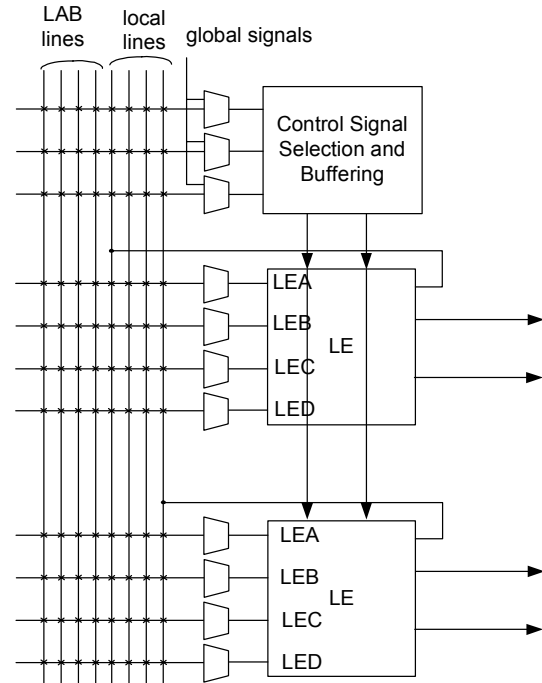 LAB
lines
local
lines
global signals
Control Signal
Selection and
Buffering
LEA
LEB
LE
LEC
LED
LEA
LEB
LE
LEC
LED